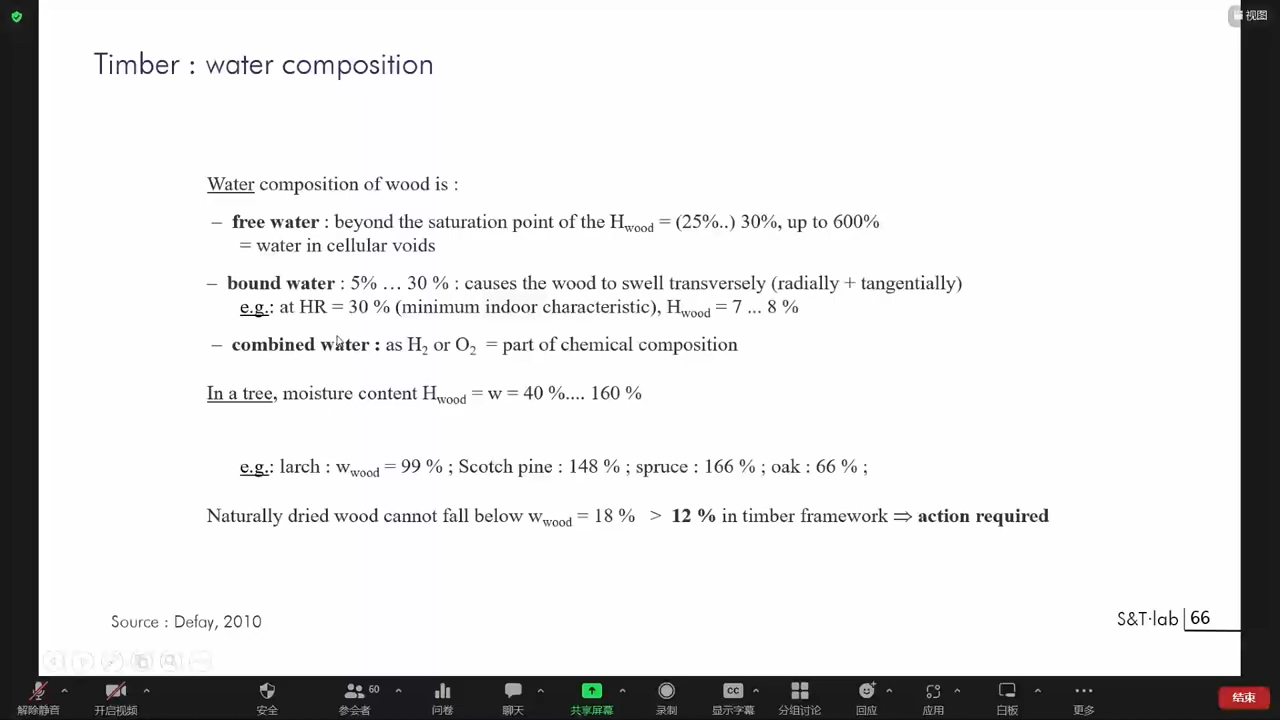 视图
Timber : water composition
Water composition of wood is :
– free water : beyond the saturation point of the Hwood = (25%..) 30%, up to 600%
= water in cellular voids
– bound water : 5% … 30 % : causes the wood to swell transversely (radially + tangentially)
e.g.: at HR = 30 % (minimum indoor characteristic), Hwood = 7 ... 8 %
– combined water : as H2 or O2 = part of chemical composition
In a tree, moisture content Hwood = w = 40 %.... 160 %
e.g.: larch : wwood = 99 % ; Scotch pine : 148 % ; spruce : 166 % ; oak : 66 % ;
Naturally dried wood cannot fall below wwood = 18 % > 12 % in timber framework ⇒ action required
Source : Defay, 2010
S&T·lab 66
60
CC
解除静音 开启视频 安全 参会者 问卷 聊天 共享屏幕 录制 显示字幕 分组讨论 回应 应用 白板 更多 结束